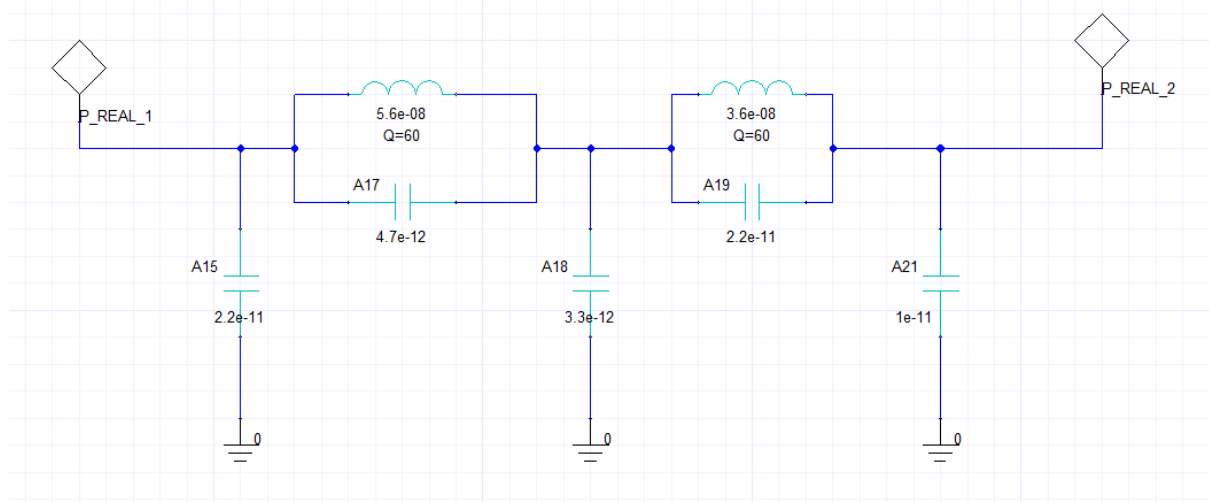 P_REAL_1
P_REAL_2
5.6e-08
Q=60
3.6e-08
Q=60
A17
4.7e-12
A19
2.2e-11
A15
2.2e-11
A18
3.3e-12
A21
1e-11
0
0
0